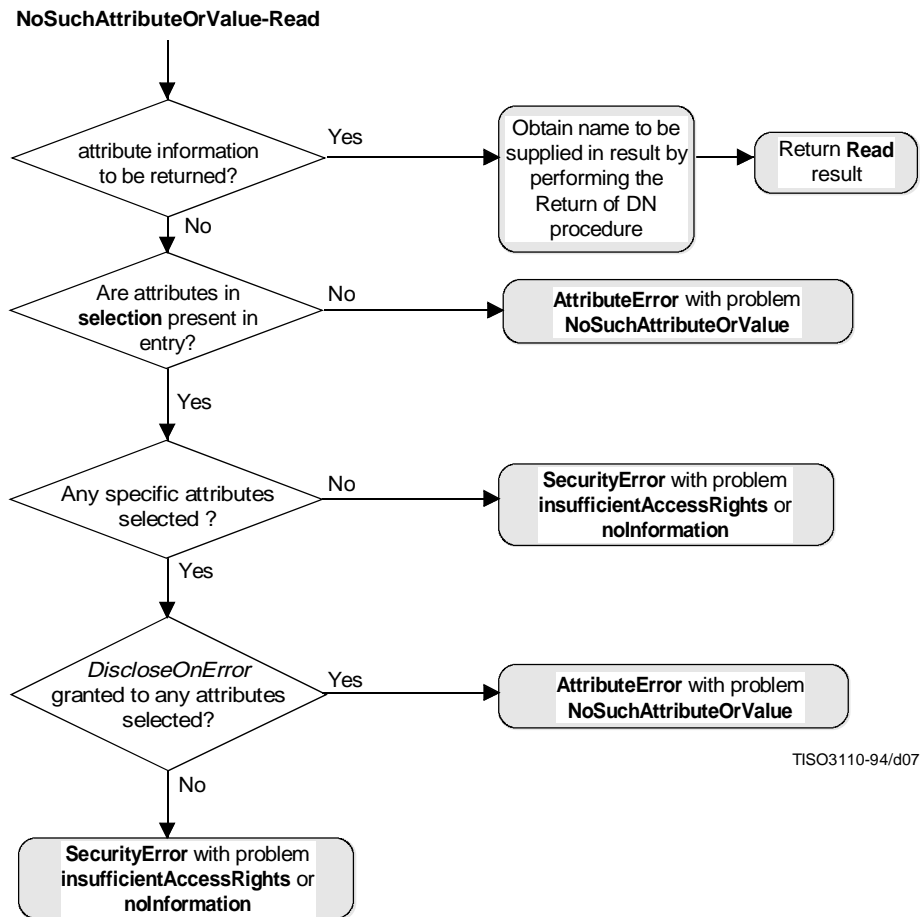 NoSuchAttributeOrValue-Read
attribute information
to be returned?
Yes
Obtain name to be
supplied in result by
performing the
Return of DN
procedure
Return Read
result
No
Are attributes in
selection present in
entry?
No
AttributeError with problem
NoSuchAttributeOrValue
Yes
Any specific attributes
selected ?
No
SecurityError with problem
insufficientAccessRights or
noInformation
Yes
DiscloseOnError
granted to any attributes
selected?
Yes
AttributeError with problem
NoSuchAttributeOrValue
TISO3110-94/d07
No
SecurityError with problem
insufficientAccessRights or
noInformation